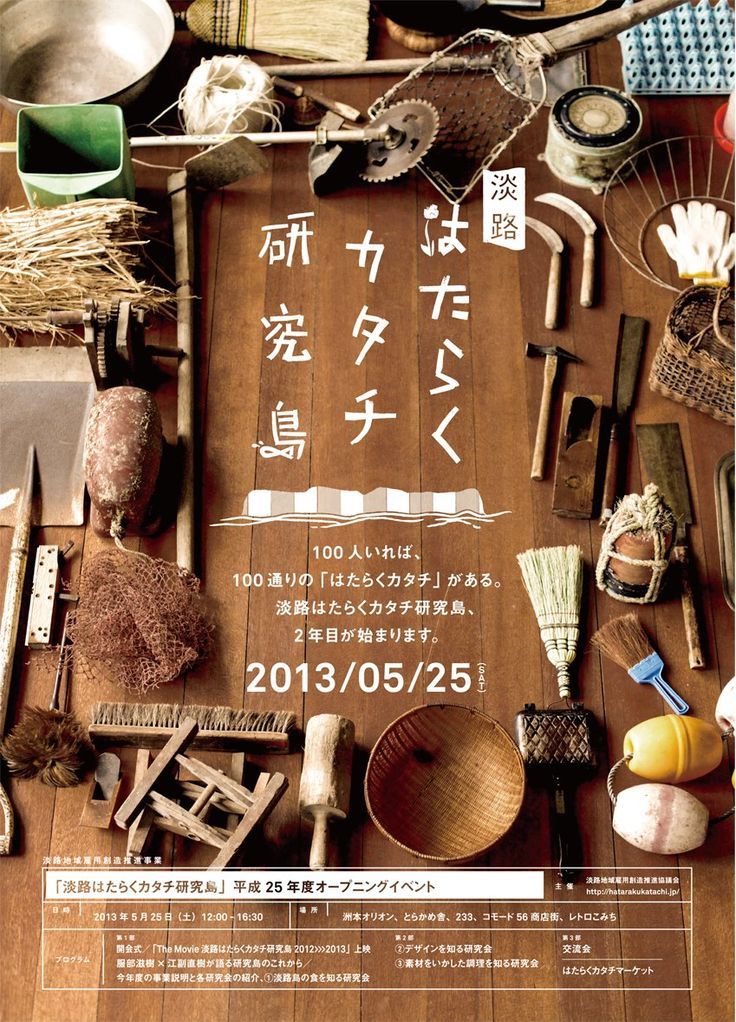 淡路
はたらく
カタチ
研究島
100人いれば、
100通りの「はたらくカタチ」がある。
淡路はたらくカタチ研究島、
2年目が始まります。
2013/05/25 (SAT)
淡路地域雇用創造推進事業
「淡路はたらくカタチ研究島」平成25年度オープニングイベント
主催
淡路地域雇用創造推進協議会
http://hatarakukatachi.jp/
日時
2013年5月25日(土)12:00-16:30
場所
洲本オリオン、とらかめ舎、233、コモード56商店街、レトロこみち
プログラム
第1部
開会式/「The Movie 淡路はたらくカタチ研究島 2012>>>2013」上映
服部滋樹×江副直樹が語る研究島のこれから/
今年度の事業説明と各研究会の紹介、①淡路島の食を知る研究会
第2部
②デザインを知る研究会
③素材をいかした調理を知る研究会
第3部
交流会
はたらくカタチマーケット